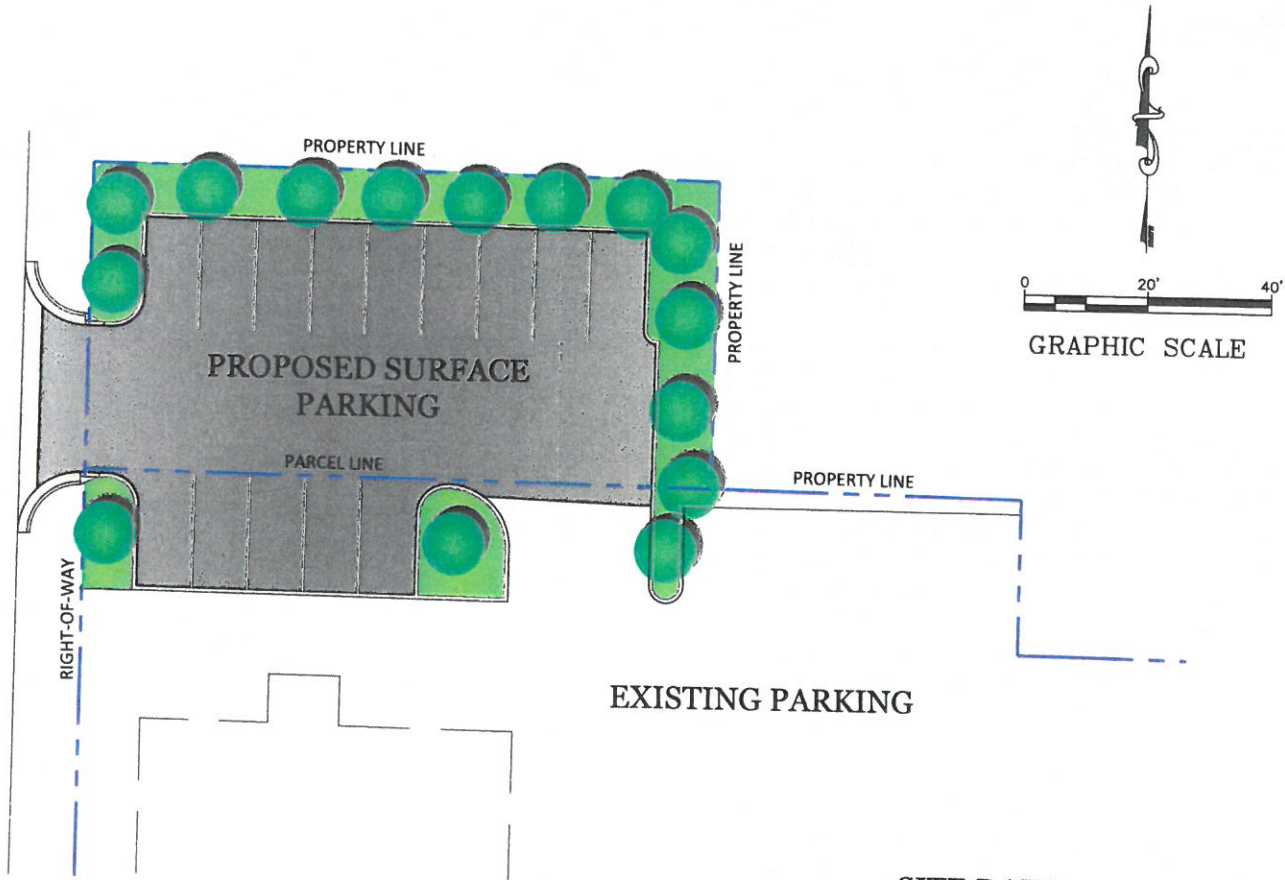 PROPERTY LINE
0 20' 40'
GRAPHIC SCALE
PROPERTY LINE
PROPOSED SURFACE
PARKING
PARCEL LINE
PROPERTY LINE
RIGHT-OF-WAY
EXISTING PARKING